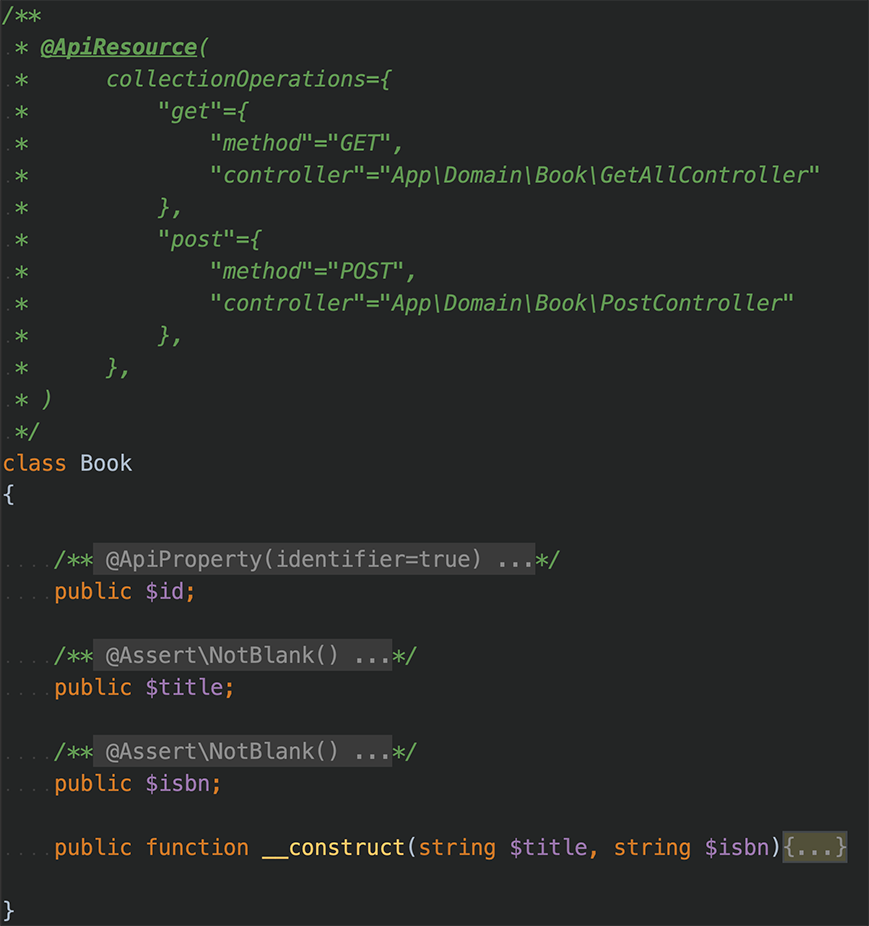 /**
 * @ApiResource(
 *      collectionOperations={
 *          "get"={
 *              "method"="GET",
 *              "controller"="App\Domain\Book\GetAllController"
 *          },
 *          "post"={
 *              "method"="POST",
 *              "controller"="App\Domain\Book\PostController"
 *          },
 *      },
 * )
 */
class Book
{
    /** @ApiProperty(identifier=true) ...*/
    public $id;
    /** @Assert\NotBlank() ...*/
    public $title;
    /** @Assert\NotBlank() ...*/
    public $isbn;
    public function __construct(string $title, string $isbn){...}
}